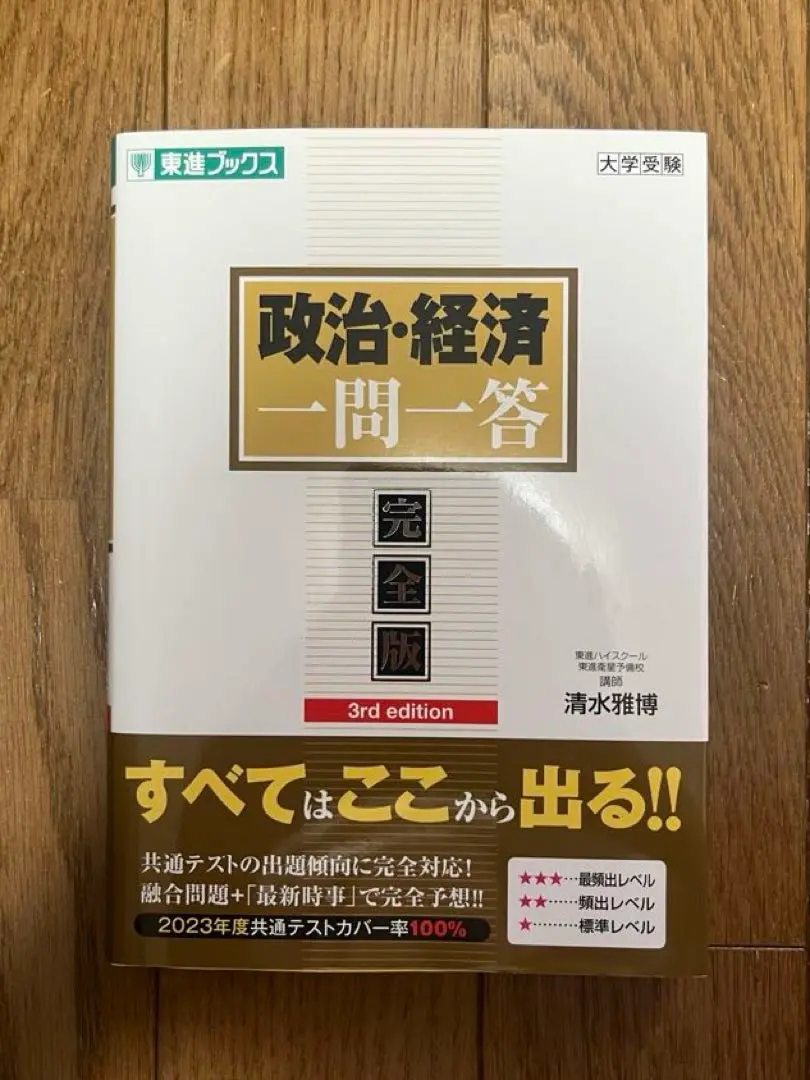 東進ブックス
大学受験
政治・経済
一問一答
完
全
版
3rd edition
東進ハイスクール
東進衛星予備校
講師
清水雅博
すべてはここから出る!!
共通テストの出題傾向に完全対応!
融合問題+「最新時事」で完全予想!!
2023年度共通テストカバー率100%
★★★…最頻出レベル
★★……頻出レベル
★………標準レベル